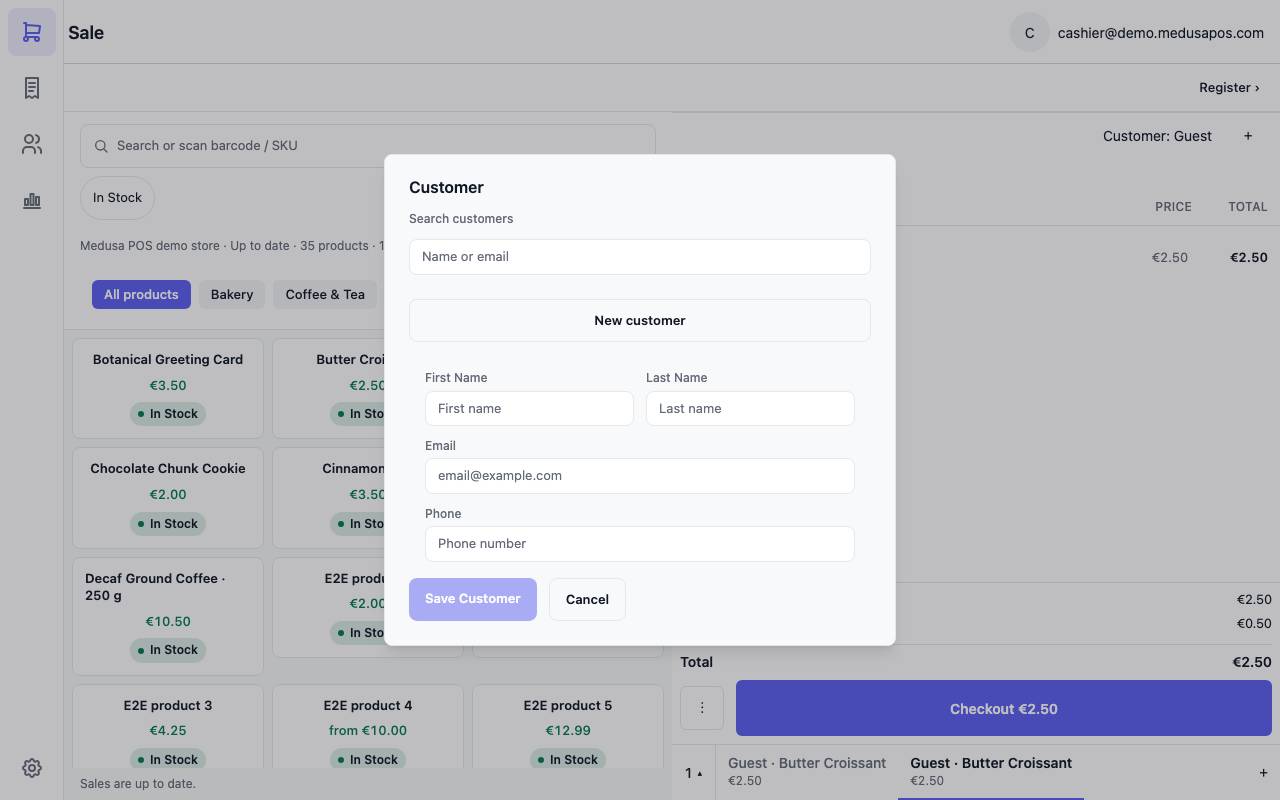 Sale
C
cashier@demo.medusapos.com
Register ›
Search or scan barcode / SKU
Customer: Guest
+
In Stock
PRICE
TOTAL
Medusa POS demo store · Up to date · 35 products · 1
€2.50
€2.50
All products
Bakery
Coffee & Tea
Customer
Search customers
Name or email
New customer
First Name
Last Name
First name
Last name
Email
email@example.com
Phone
Phone number
Save Customer
Cancel
Botanical Greeting Card
€3.50
In Stock
Butter Croi
€2.50
In Sto
Chocolate Chunk Cookie
€2.00
In Stock
Cinnamon
€3.50
In Sto
Decaf Ground Coffee ·
250 g
€10.50
In Stock
E2E produ
€2.00
In Sto
E2E product 3
€4.25
In Stock
E2E product 4
from €10.00
In Stock
E2E product 5
€12.99
In Stock
€2.50
€0.50
Total
€2.50
Checkout €2.50
1
Guest · Butter Croissant
€2.50
Guest · Butter Croissant
€2.50
+
Sales are up to date.